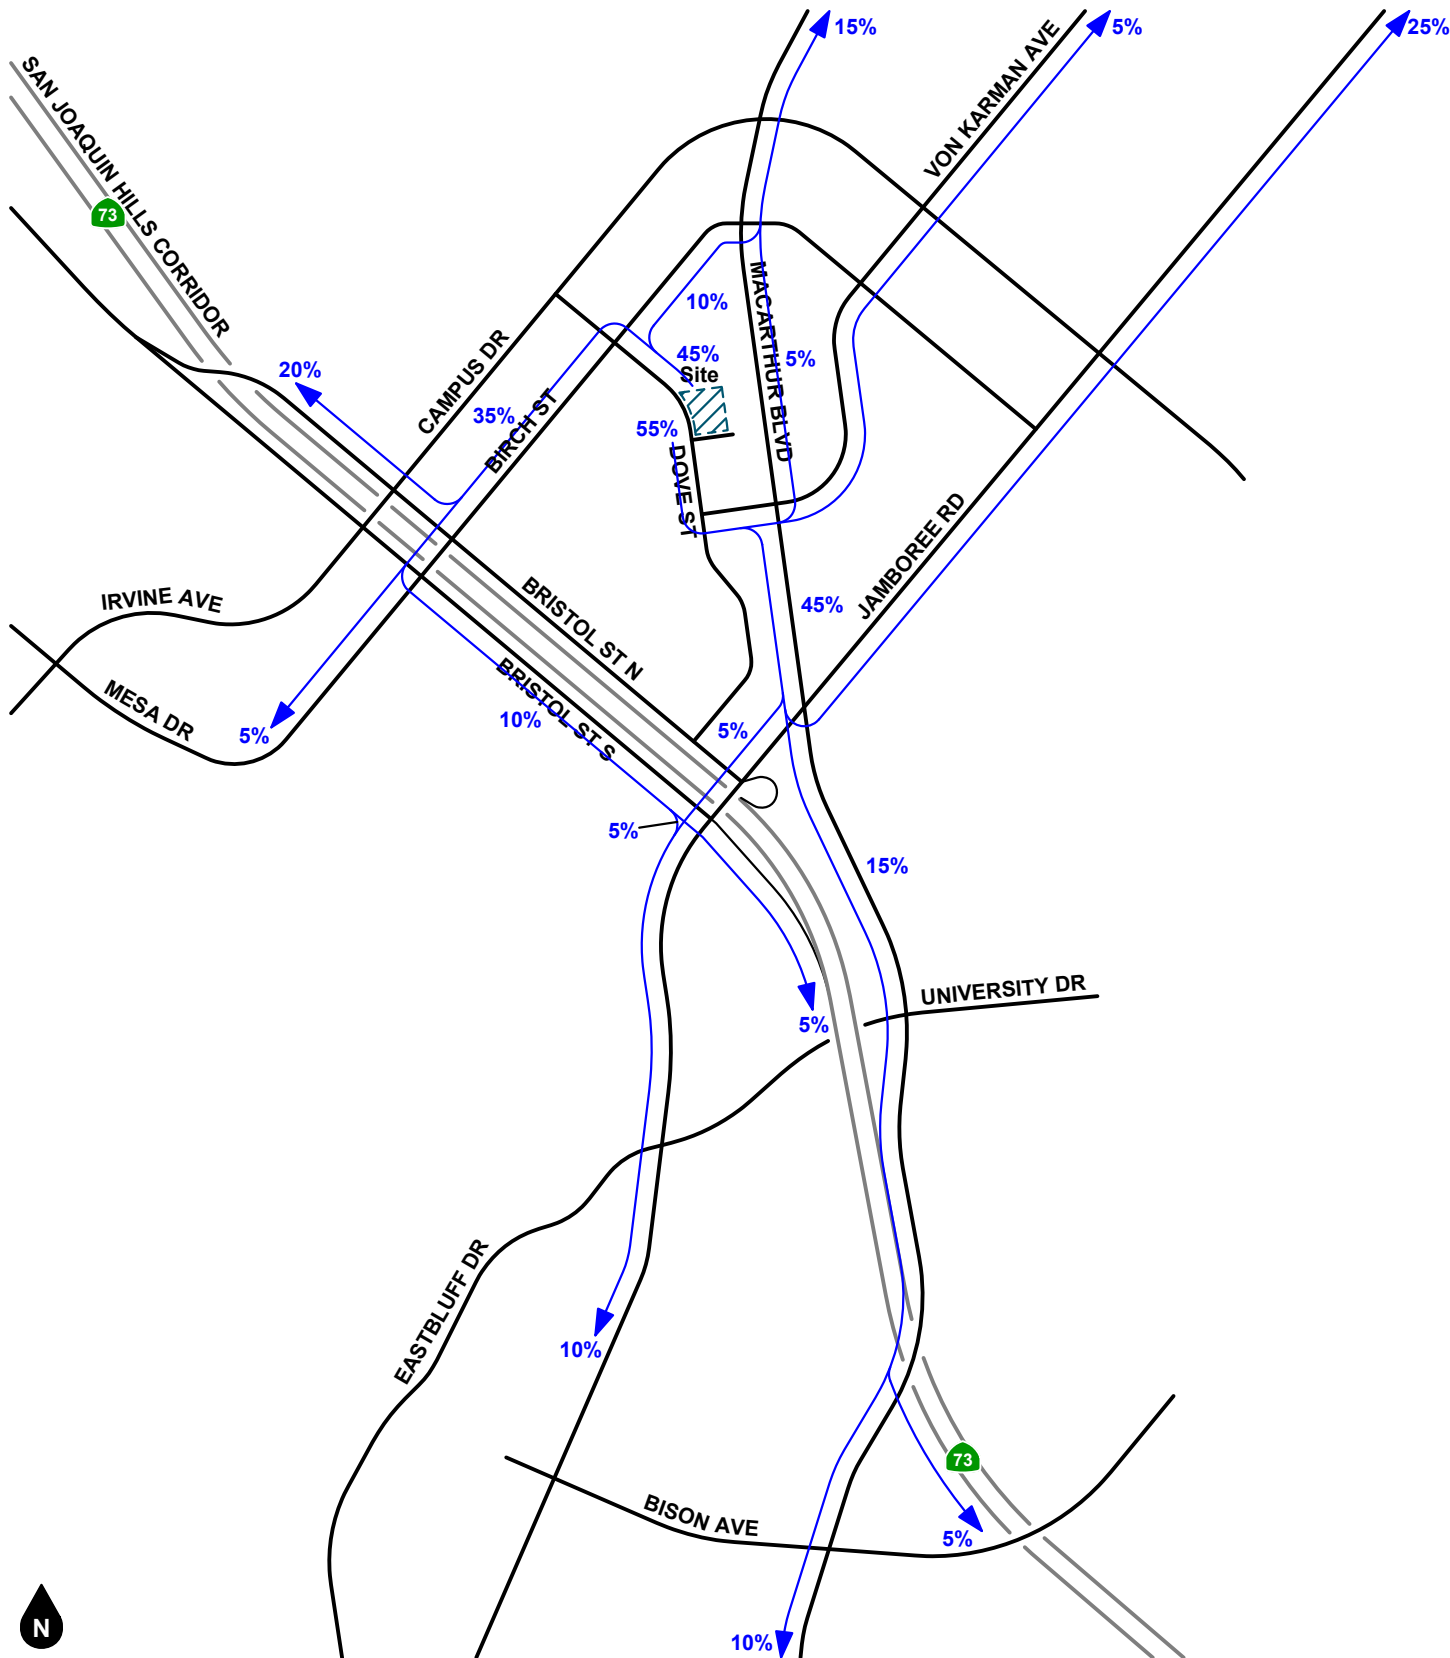 15%
5%
25%
VON KARMAN AVE
SAN JOAQUIN HILLS CORRIDOR
73
MACARTHUR BLVD
10%
CAMPUS DR
45%
5%
Site
20%
35%
BIRCH ST
55%
DOVE ST
JAMBOREE RD
IRVINE AVE
BRISTOL ST N
45%
MESA DR
BRISTOL ST S
10%
5%
5%
5%
15%
UNIVERSITY DR
5%
EASTBLUFF DR
10%
73
BISON AVE
5%
N
10%